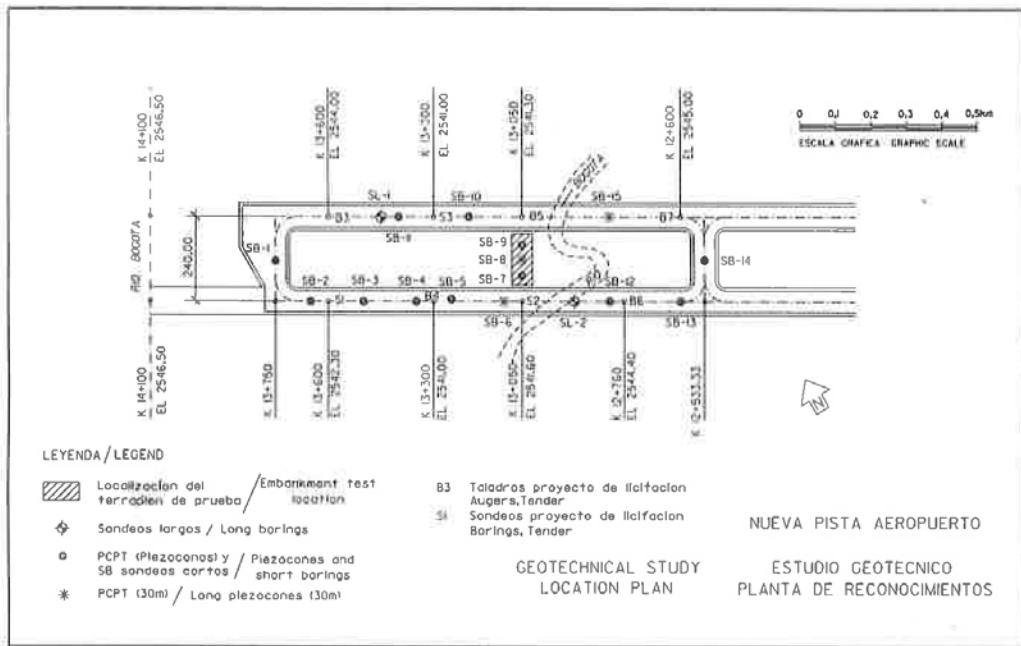 K 14+100
EL 2546.50
K 13+600
EL 2544.00
K 13+300
EL 2541.00
K 13+050
EL 2541.30
K 12+600
EL 2545.00
0 0,1 0,2 0,3 0,4 0,5km
ESCALA GRAFICA - GRAPHIC SCALE
BOGOTA
SL-1
SB-10
SB-15
B3
S3
B5
B7
SB-11
SB-1
240,00
RIO BOGOTA
SB-9
SB-8
SB-7
SB-14
SB-2
S1
SB-3
SB-4
B4
SB-5
S2
SB-12
B6
SB-6
SL-2
SB-13
K 14+100
EL 2546.50
K 13+750
K 13+600
EL 2542.30
K 13+300
EL 2541.00
K 13+050
EL 2541.60
K 12+760
EL 2544.40
K 12+533.33
N
LEYENDA / LEGEND
Localizacion del terraplen de prueba / Embankment test location
Sondeos largos / Long borings
PCPT (Piezoconos) y SB sondeos cortos / Piezocones and short borings
PCPT (30m) / Long piezocones (30m)
B3 Taladros proyecto de licitacion
Augers, Tender
S1 Sondeos proyecto de licitacion
Borings, Tender
GEOTECHNICAL STUDY
LOCATION PLAN
NUEVA PISTA AEROPUERTO
ESTUDIO GEOTECNICO
PLANTA DE RECONOCIMIENTOS